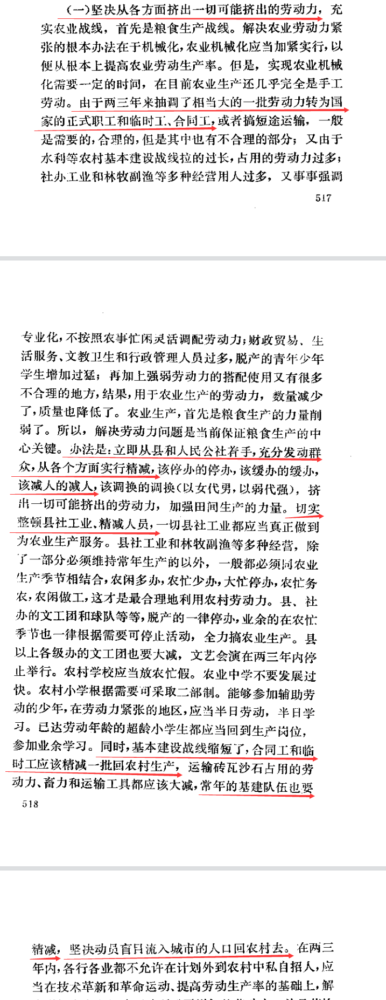 (一)坚决从各方面挤出一切可能挤出的劳动力，充
实农业战线，首先是粮食生产战线。解决农业劳动力紧
张的根本办法在于机械化，农业机械化应当加紧实行，以
便从根本上提高农业劳动生产率。但是，实现农业机械
化需要一定的时间，在目前农业生产还几乎完全是手工
劳动。由于两三年来抽调了相当大的一批劳动力转为国
家的正式职工和临时工、合同工，或者搞短途运输，一般
是需要的，合理的，但是其中也有不合理的部分；又由于
水利等农村基本建设战线拉的过长，占用的劳动力过多；
社办工业和林牧副渔等多种经营用人过多，又事事强调
517
专业化，不按照农事忙闲灵活调配劳动力；财政贸易、生
活服务、文教卫生和行政管理人员过多，脱产的青年少年
学生增加过猛；再加上强弱劳动力的搭配使用又有很多
不合理的地方，结果，用于农业生产的劳动力，数量减少
了，质量也降低了。农业生产，首先是粮食生产的力量削
弱了。所以，解决劳动力问题是当前保证粮食生产的中
心关键。办法是：立即从县和人民公社着手，充分发动群
众，从各个方面实行精减，该停办的停办，该缓办的缓办，
该减人的减人，该调换的调换(以女代男，以弱代强)，挤
出一切可能挤出的劳动力，加强田间生产的力量。切实
整顿县社工业、精减人员，一切县社工业都应当真正做到
为农业生产服务。县社工业和林牧副渔等多种经营，除
了一部分必须维持常年生产的以外，一般都必须同农业
生产季节相结合，农闲多办，农忙少办，大忙停办，农忙务
农，农闲做工，这才是最合理地利用农村劳动力。县、社
办的文工团和球队等等，脱产的一律停办，业余的在农忙
季节也一律根据需要可停止活动，全力搞农业生产。县
以上各级办的文工团也要大减，文艺会演在两三年内停
止举行。农村学校应当放农忙假。农业中学不要发展过
快。农村小学根据需要可采取二部制。能够参加辅助劳
动的少年，在劳动力紧张的地区，应当半日劳动，半日学
习。已达劳动年龄的超龄小学生都应当回到生产岗位，
参加业余学习。同时，基本建设战线缩短了，合同工和临
时工应该精减一批回农村生产，运输砖瓦沙石占用的劳
动力、畜力和运输工具都应该大减，常年的基建队伍也要
518
精减，坚决动员盲目流入城市的人口回农村去。在两三
年内，各行各业都不允许在计划外到农村中私自招人，应
当在技术革新和革命运动、提高劳动生产率的基础上，解